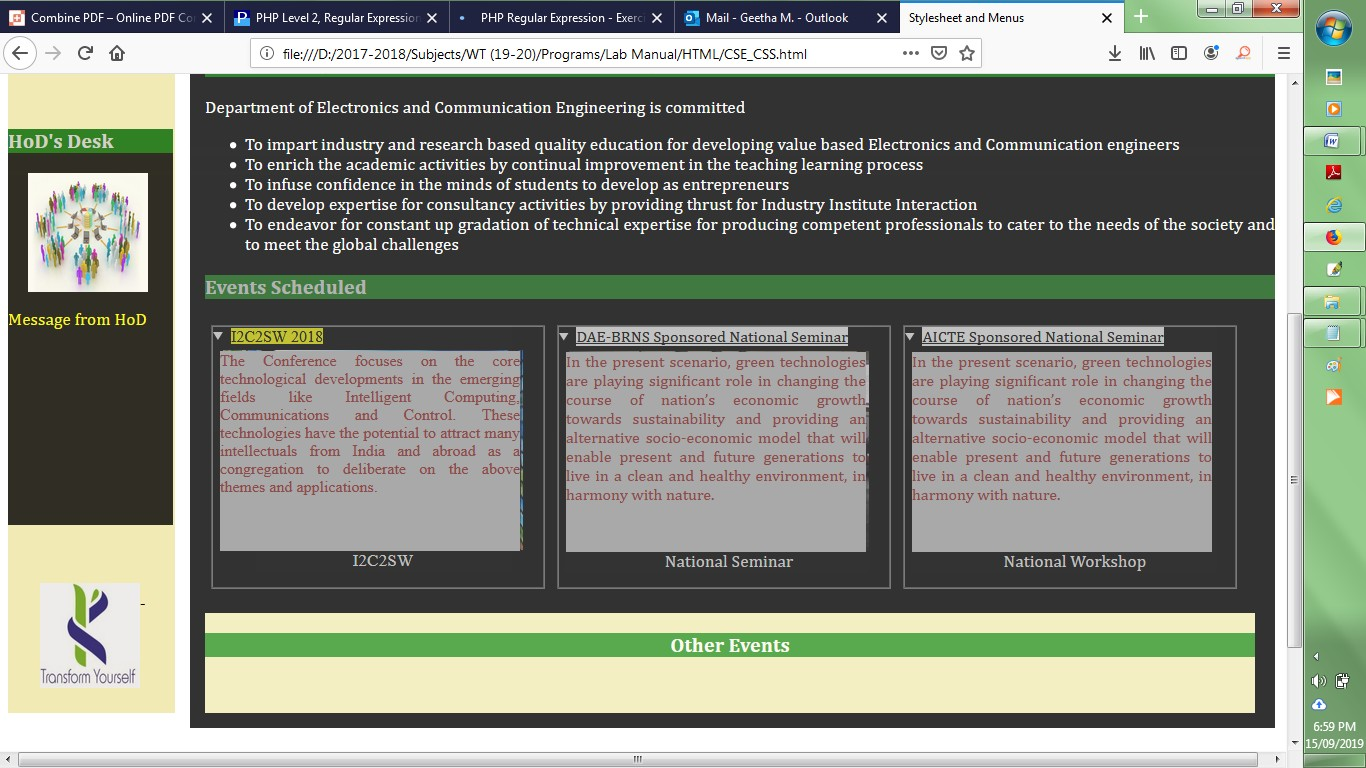 Combine PDF – Online PDF Co
PHP Level 2, Regular Expression
PHP Regular Expression - Exerci
Mail - Geetha M. - Outlook
Stylesheet and Menus
file:///D:/2017-2018/Subjects/WT (19-20)/Programs/Lab Manual/HTML/CSE_CSS.html
HoD's Desk
Message from HoD
Transform Yourself
Department of Electronics and Communication Engineering is committed
To impart industry and research based quality education for developing value based Electronics and Communication engineers
To enrich the academic activities by continual improvement in the teaching learning process
To infuse confidence in the minds of students to develop as entrepreneurs
To develop expertise for consultancy activities by providing thrust for Industry Institute Interaction
To endeavor for constant up gradation of technical expertise for producing competent professionals to cater to the needs of the society and
to meet the global challenges
Events Scheduled
I2C2SW 2018
The Conference focuses on the core
technological developments in the emerging
fields like Intelligent Computing,
Communications and Control. These
technologies have the potential to attract many
intellectuals from India and abroad as a
congregation to deliberate on the above
themes and applications.
I2C2SW
DAE-BRNS Sponsored National Seminar
In the present scenario, green technologies
are playing significant role in changing the
course of nation’s economic growth
towards sustainability and providing an
alternative socio-economic model that will
enable present and future generations to
live in a clean and healthy environment, in
harmony with nature.
National Seminar
AICTE Sponsored National Seminar
In the present scenario, green technologies
are playing significant role in changing the
course of nation’s economic growth
towards sustainability and providing an
alternative socio-economic model that will
enable present and future generations to
live in a clean and healthy environment, in
harmony with nature.
National Workshop
Other Events
6:59 PM
15/09/2019